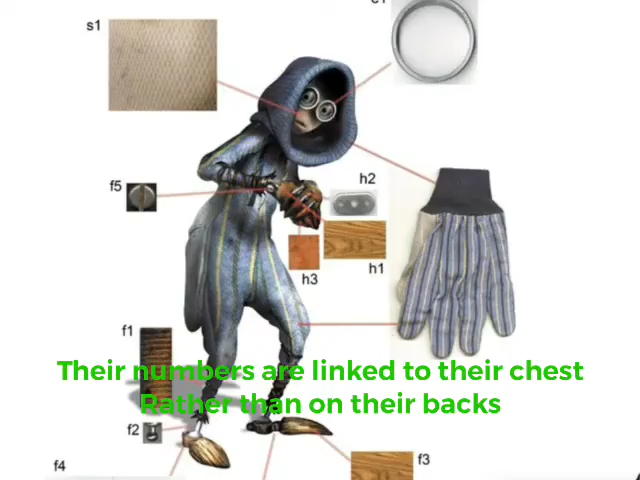 s1
h2
f5
h1
h3
f1
Their numbers are linked to their chest
Rather than on their backs
f2
f4
f3